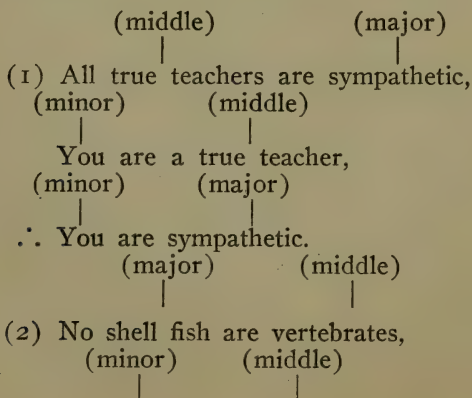 (middle) (major)
(1) All true teachers are sympathetic,
(minor) (middle)
You are a true teacher,
(minor) (major)
∴ You are sympathetic.
(major) (middle)
(2) No shell fish are vertebrates,
(minor) (middle)